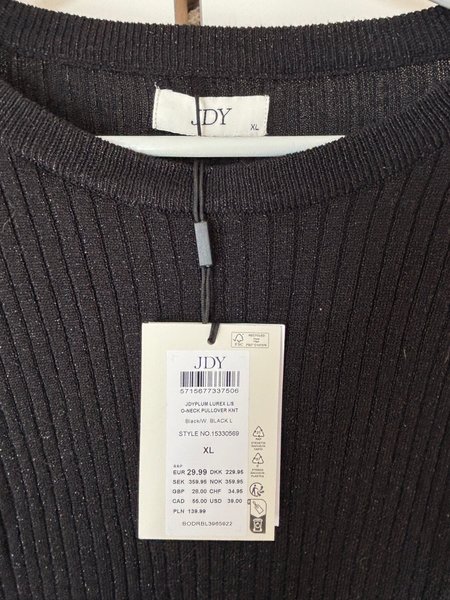 JDY
XL
JDY
5715677337506
JDYPLUM LUREX L/S
O-NECK PULLOVER KNT
Black/W. BLACK L
STYLE NO.15330569
XL
RRP
EUR 29.99 DKK 229.95
SEK 359.95 NOK 359.95
GBP 28.00 CHF 34.95
CAD 55.00 USD 39.00
PLN 139.99
BODRBL3965922
FSC